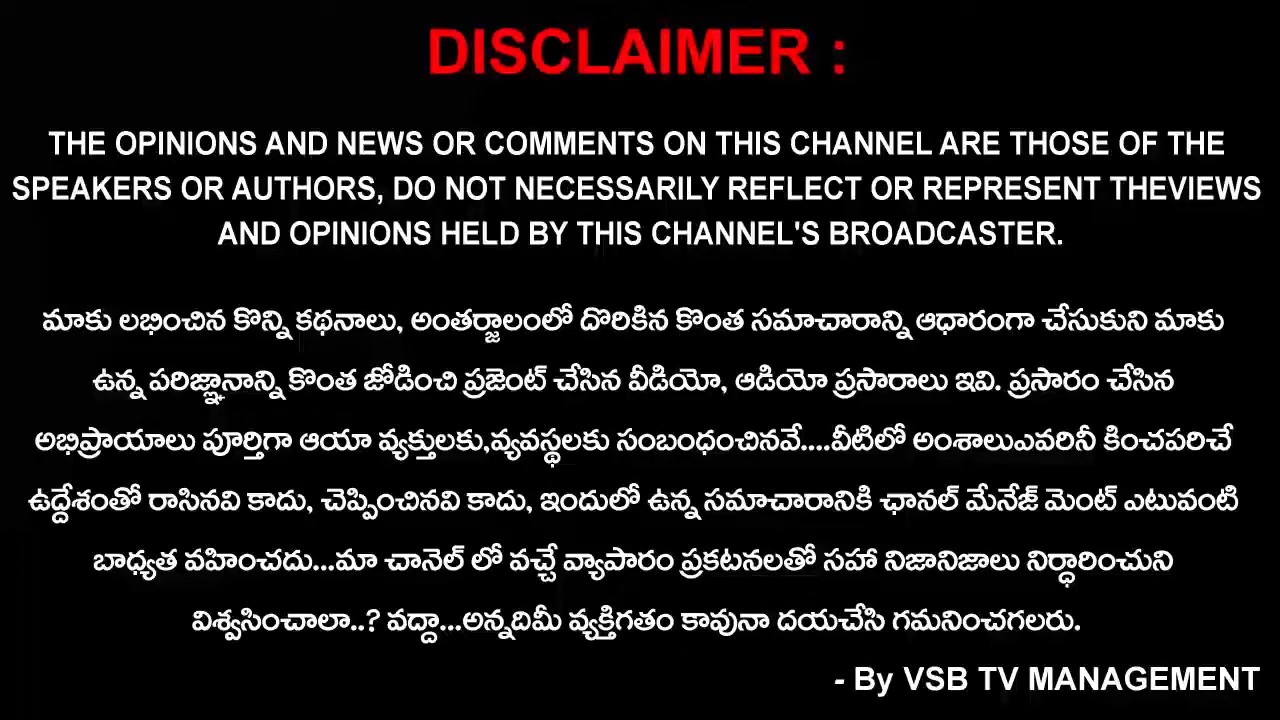 DISCLAIMER :
THE OPINIONS AND NEWS OR COMMENTS ON THIS CHANNEL ARE THOSE OF THE
SPEAKERS OR AUTHORS, DO NOT NECESSARILY REFLECT OR REPRESENT THEVIEWS
AND OPINIONS HELD BY THIS CHANNEL'S BROADCASTER.
మాకు లభించిన కొన్ని కథనాలు, అంతర్జాలంలో దొరికిన కొంత సమాచారాన్ని ఆధారంగా చేసుకుని మాకు
ఉన్న పరిజ్ఞానాన్ని కొంత జోడించి ప్రజెంట్ చేసిన వీడియో, ఆడియో ప్రసారాలు ఇవి. ప్రసారం చేసిన
అభిప్రాయాలు పూర్తిగా ఆయా వ్యక్తులకు,వ్యవస్థలకు సంబంధించినవే....వీటిలో అంశాలుఎవరినీ కించపరిచే
ఉద్దేశంతో రాసినవి కాదు, చెప్పించినవి కాదు, ఇందులో ఉన్న సమాచారానికి ఛానల్ మేనేజ్ మెంట్ ఎటువంటి
బాధ్యత వహించదు...మా చానెల్ లో వచ్చే వ్యాపారం ప్రకటనలతో సహా నిజానిజాలు నిర్ధారించుని
విశ్వసించాలా..? వద్దా...అన్నదిమీ వ్యక్తిగతం కావునా దయచేసి గమనించగలరు.
- By VSB TV MANAGEMENT